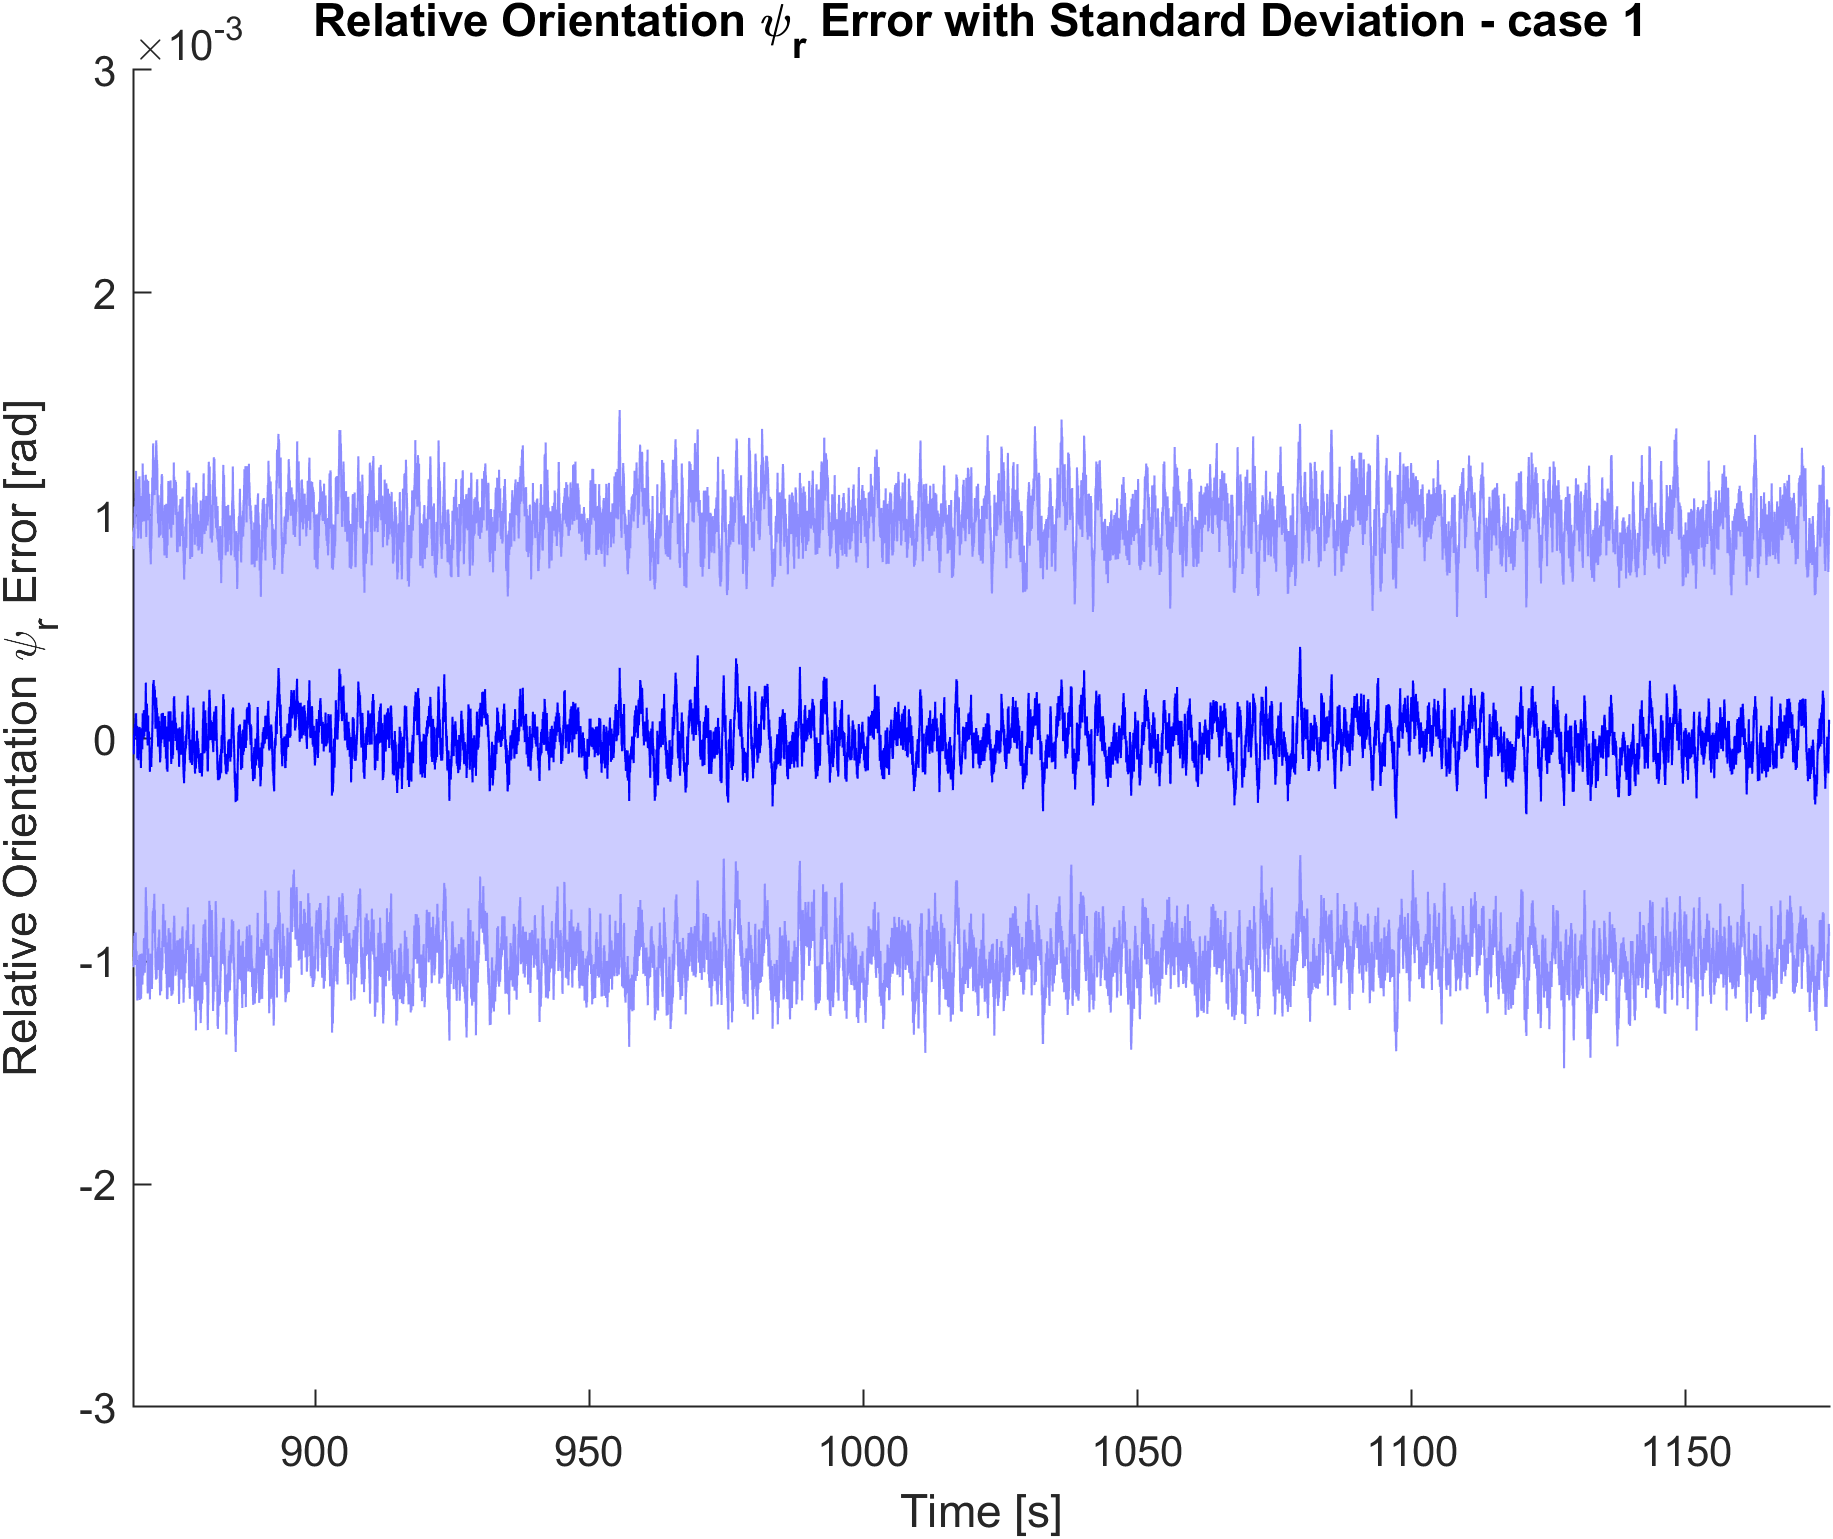 Relative Orientation ψr Error with Standard Deviation - case 1
×10-3
3
2
1
0
-1
-2
-3
Relative Orientation ψr Error [rad]
900 950 1000 1050 1100 1150
Time [s]